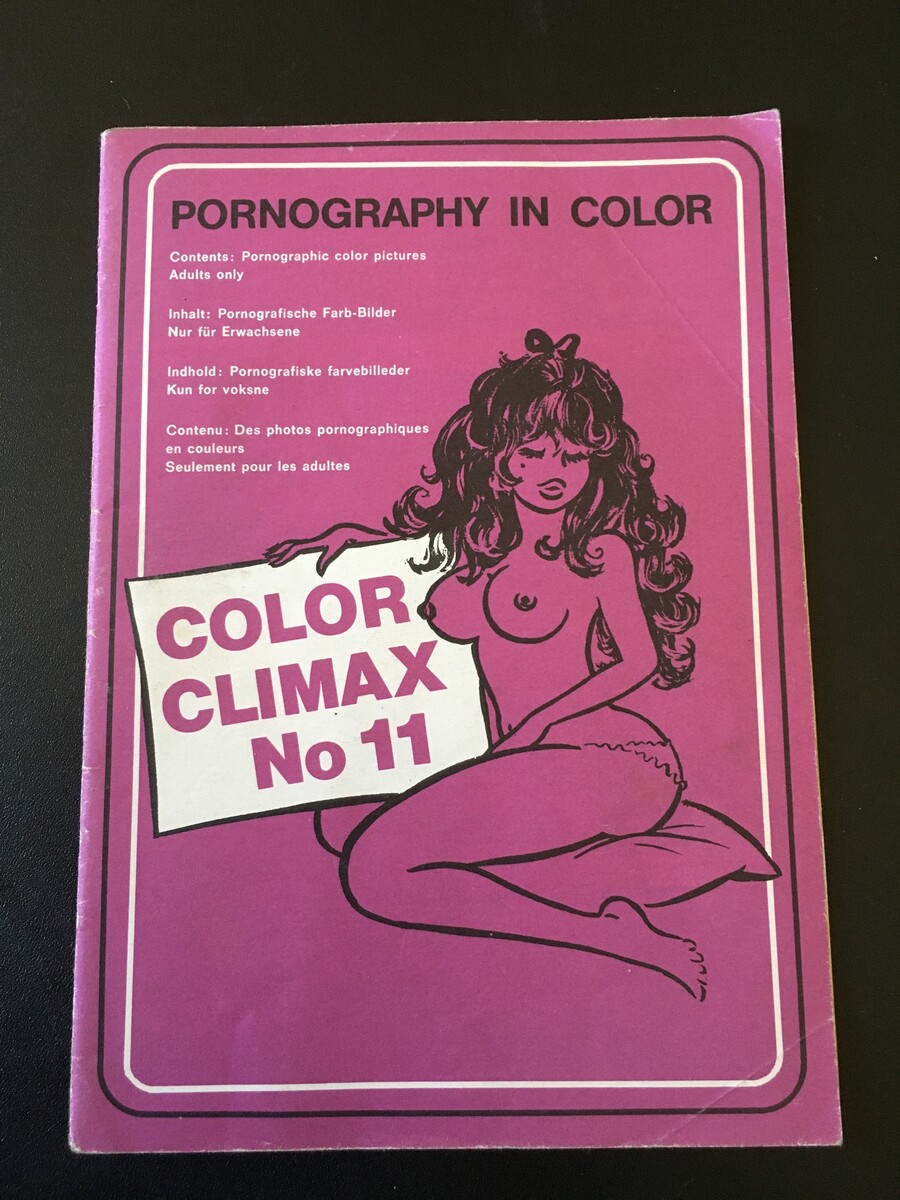 PORNOGRAPHY IN COLOR
Contents: Pornographic color pictures
Adults only
Inhalt: Pornografische Farb-Bilder
Nur für Erwachsene
Indhold: Pornografiske farvebilleder
Kun for voksne
Contenu: Des photos pornographiques
en couleurs
Seulement pour les adultes
COLOR
CLIMAX
No 11